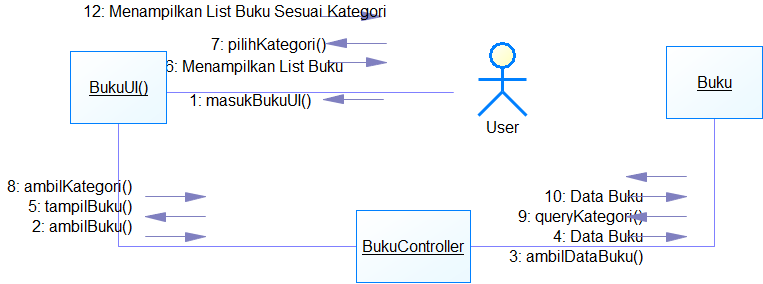 12: Menampilkan List Buku Sesuai Kategori
7: pilihKategori()
6: Menampilkan List Buku
BukuUI()
1: masukBukuUI()
User
Buku
8: ambilKategori()
5: tampilBuku()
2: ambilBuku()
BukuController
10: Data Buku
9: queryKategori()
4: Data Buku
3: ambilDataBuku()